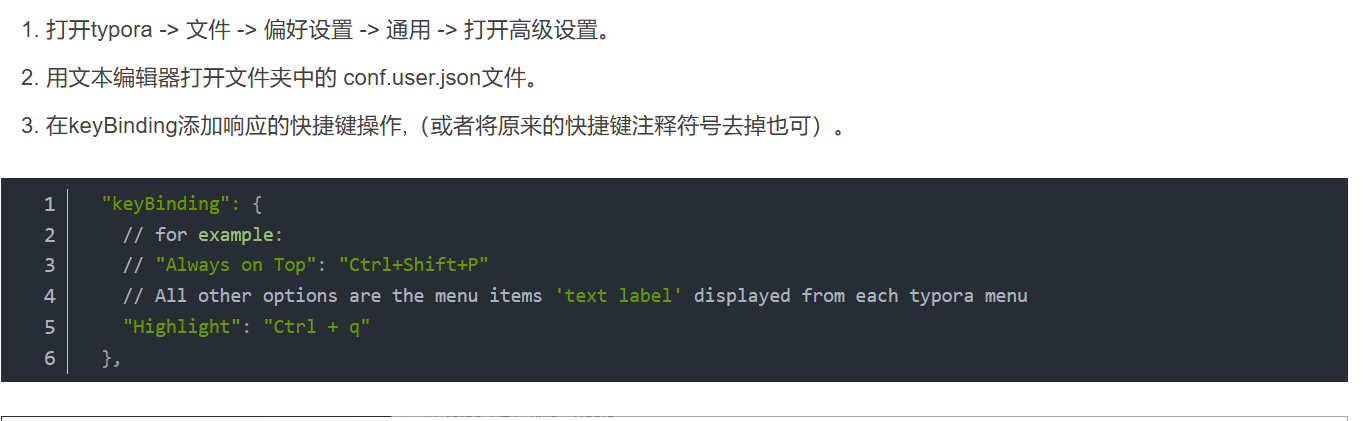 1. 打开typora -> 文件 -> 偏好设置 -> 通用 -> 打开高级设置。
2. 用文本编辑器打开文件夹中的 conf.user.json文件。
3. 在keyBinding添加响应的快捷键操作,（或者将原来的快捷键注释符号去掉也可）。
1 "keyBinding": {
2 // for example:
3 // "Always on Top": "Ctrl+Shift+P"
4 // All other options are the menu items 'text label' displayed from each typora menu
5 "Highlight": "Ctrl + q"
6 },